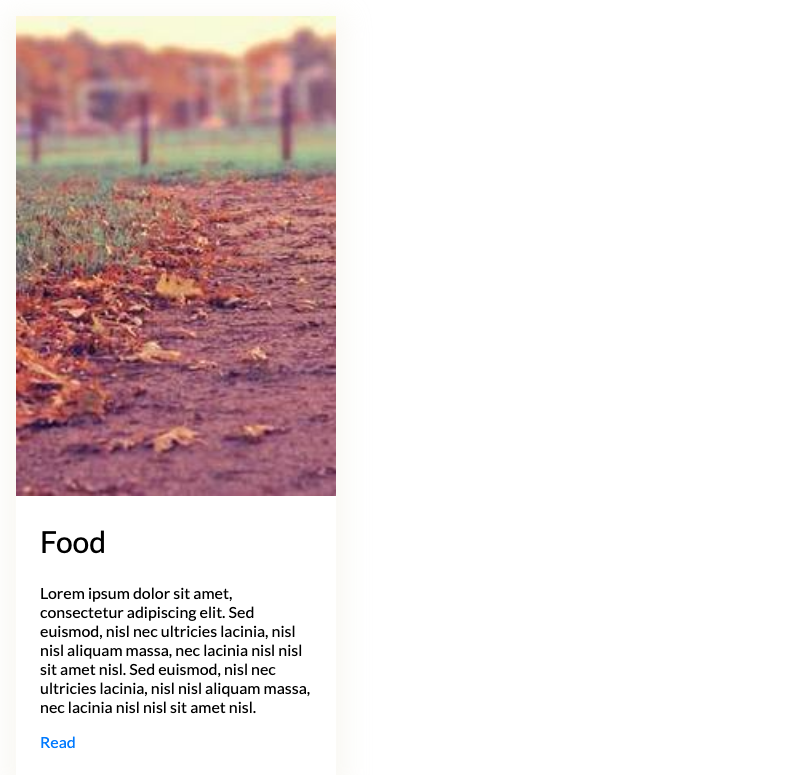 Food
Lorem ipsum dolor sit amet,
consectetur adipiscing elit. Sed
euismod, nisl nec ultricies lacinia, nisl
nisl aliquam massa, nec lacinia nisl nisl
sit amet nisl. Sed euismod, nisl nec
ultricies lacinia, nisl nisl aliquam massa,
nec lacinia nisl nisl sit amet nisl.
Read